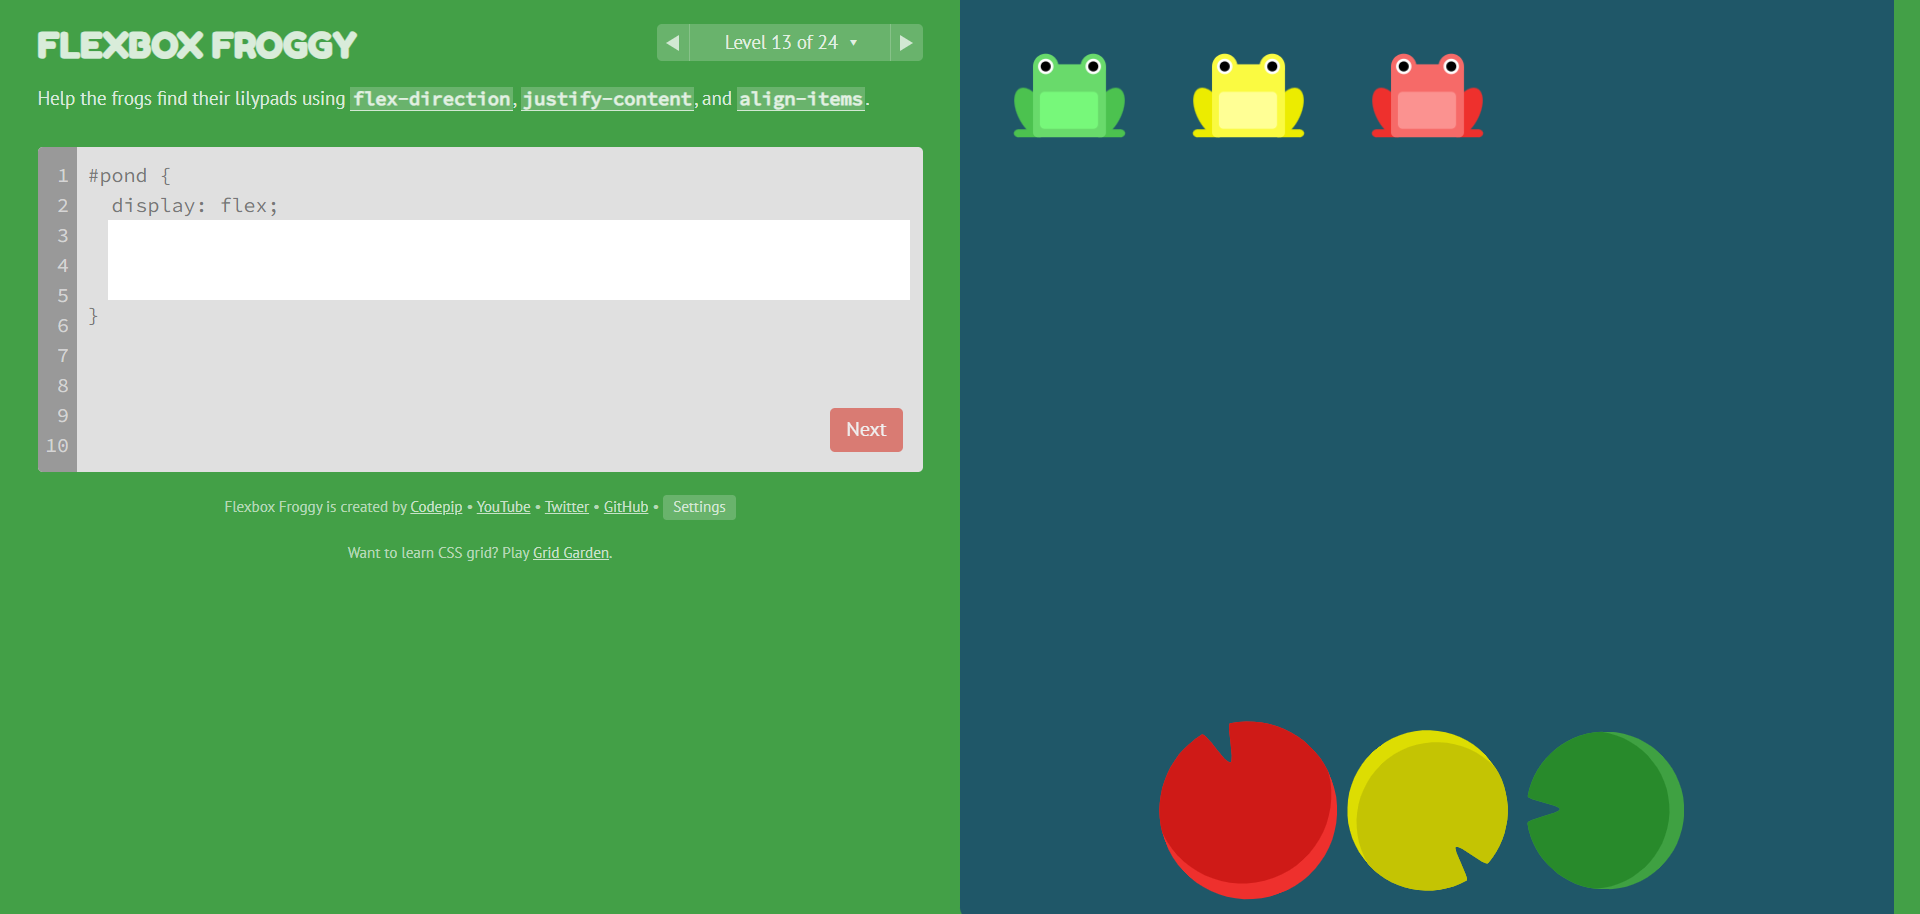 FLEXBOX FROGGY
Level 13 of 24 ▾
Help the frogs find their lilypads using flex-direction, justify-content, and align-items.
1 #pond {
2 display: flex;
3
4
5
6 }
7
8
9
10
Next
Flexbox Froggy is created by Codepip • YouTube • Twitter • GitHub • Settings
Want to learn CSS grid? Play Grid Garden.